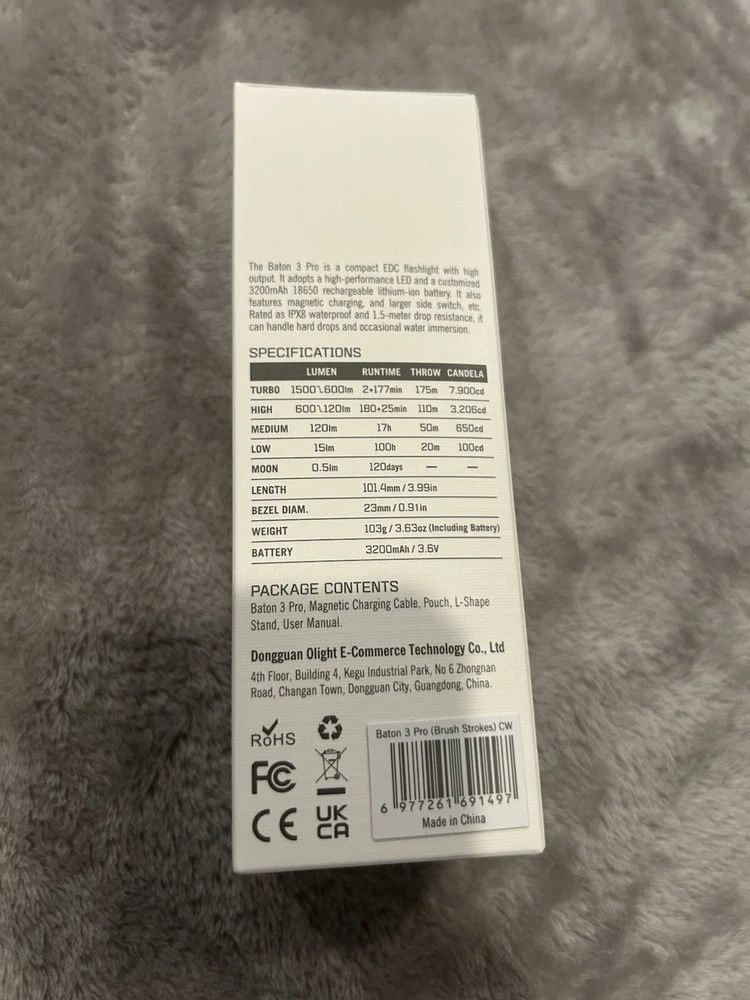 The Baton 3 Pro is a compact EDC flashlight with high
output. It adopts a high-performance LED and a customized
3200mAh 18650 rechargeable lithium-ion battery. It also
features magnetic charging, and larger side switch, etc.
Rated as IPX8 waterproof and 1.5-meter drop resistance, it
can handle hard drops and occasional water immersion.
SPECIFICATIONS
LUMEN RUNTIME THROW CANDELA
TURBO 1500\600lm 2+177min 175m 7,900cd
HIGH 600\120lm 180+25min 110m 3,206cd
MEDIUM 120lm 17h 50m 650cd
LOW 15lm 100h 20m 100cd
MOON 0.5lm 120days — —
LENGTH 101.4mm / 3.99in
BEZEL DIAM. 23mm / 0.91in
WEIGHT 103g / 3.63oz (Including Battery)
BATTERY 3200mAh / 3.6V
PACKAGE CONTENTS
Baton 3 Pro, Magnetic Charging Cable, Pouch, L-Shape
Stand, User Manual.
Dongguan Olight E-Commerce Technology Co., Ltd
4th Floor, Building 4, Kegu Industrial Park, No 6 Zhongnan
Road, Changan Town, Dongguan City, Guangdong, China.
RoHS
FC
CE
UK
CA
Baton 3 Pro (Brush Strokes) CW
6 977261 691497
Made in China